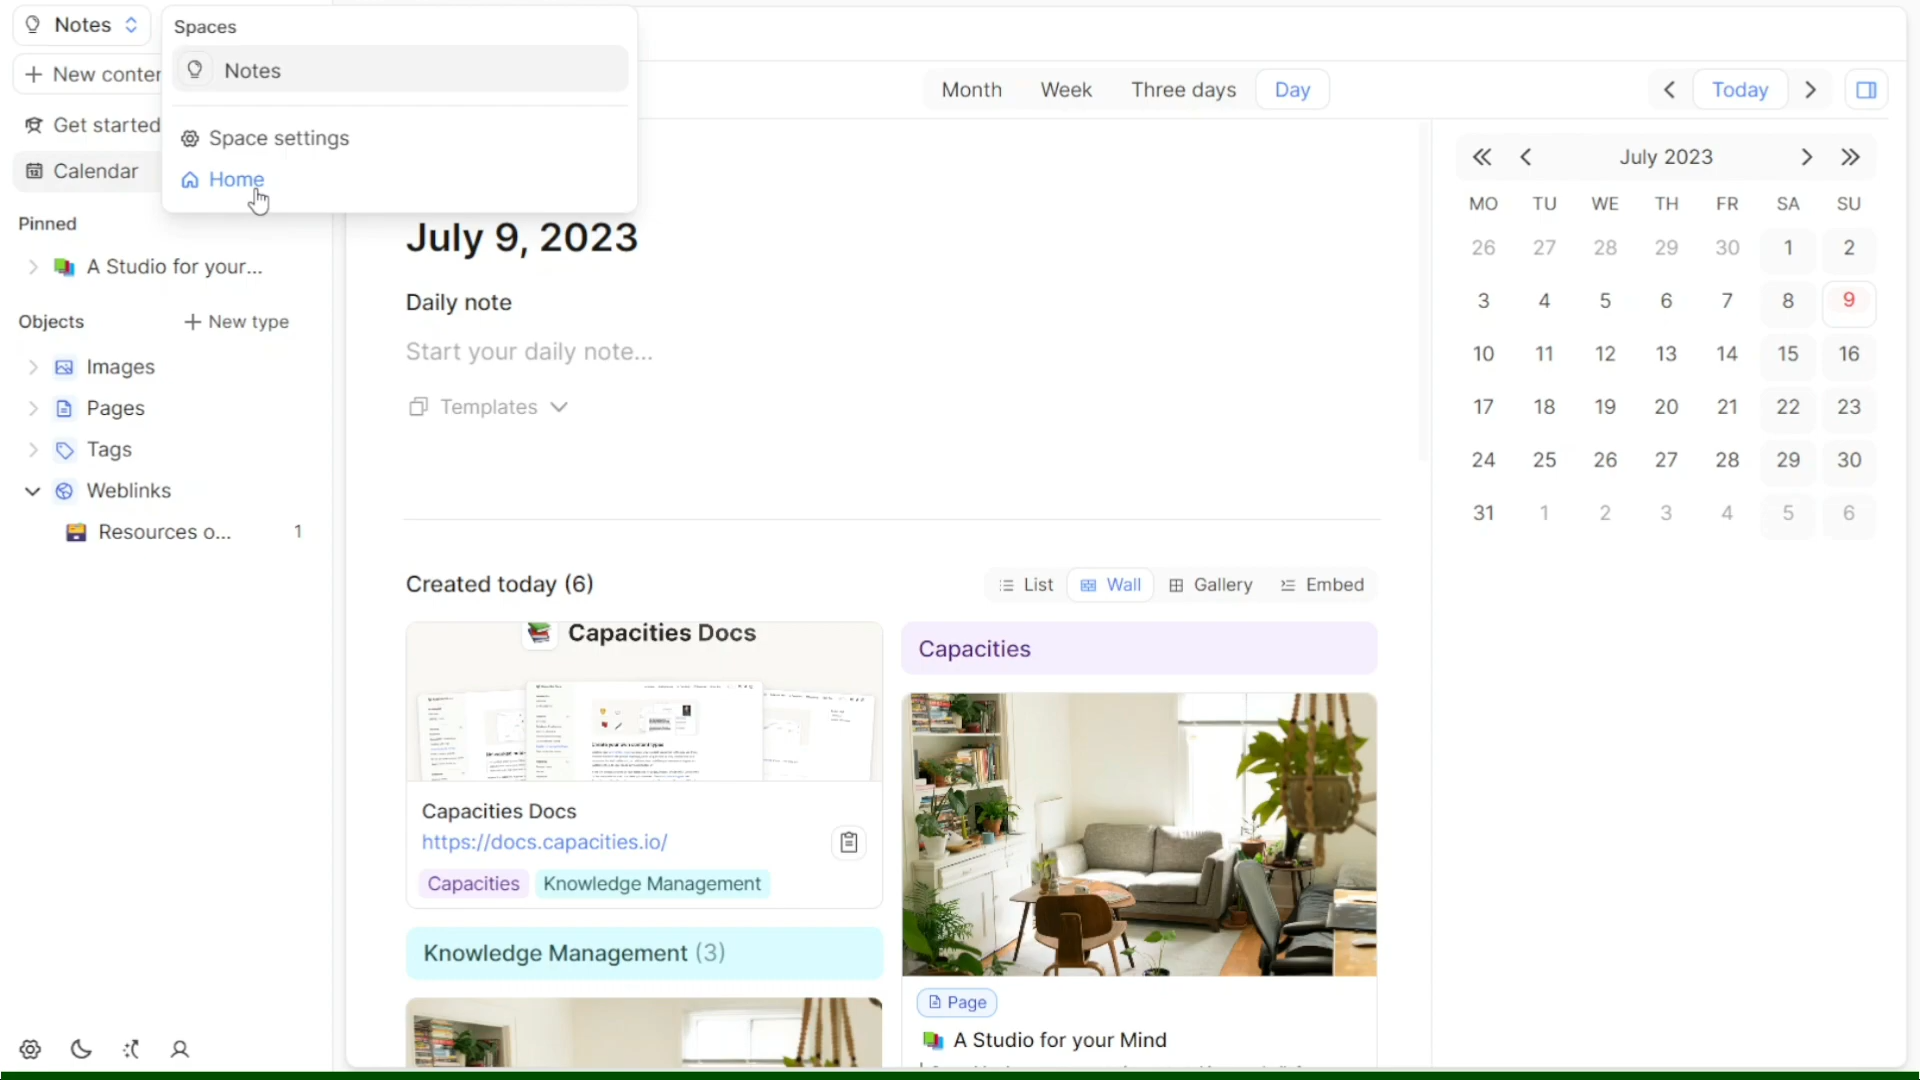 Notes
Spaces
Notes
Space settings
Home
New conter
Get started
Calendar
Pinned
A Studio for your...
Objects
New type
Images
Pages
Tags
Weblinks
Resources o... 1
Month Week Three days Day
Today
July 9, 2023
Daily note
Start your daily note...
Templates
Created today (6)
List Wall Gallery Embed
Capacities Docs
Capacities Docs
https://docs.capacities.io/
Capacities Knowledge Management
Knowledge Management (3)
Capacities
Page
A Studio for your Mind
July 2023
MO TU WE TH FR SA SU
26 27 28 29 30 1 2
3 4 5 6 7 8 9
10 11 12 13 14 15 16
17 18 19 20 21 22 23
24 25 26 27 28 29 30
31 1 2 3 4 5 6